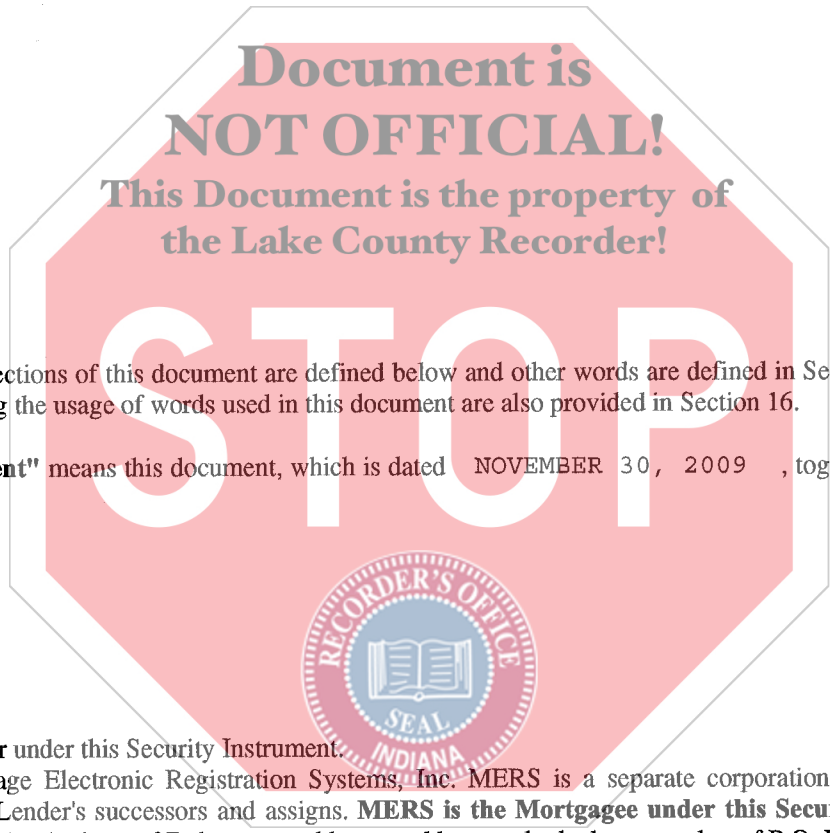 Document is
NOT OFFICIAL!
This Document is the property of
the Lake County Recorder!
STOP
ections of this document are defined below and other words are defined in Se
g the usage of words used in this document are also provided in Section 16.
ent" means this document, which is dated NOVEMBER 30, 2009 , tog
RECORDER'S OFFICE
SEAL
INDIANA
r under this Security Instrument.
age Electronic Registration Systems, Inc. MERS is a separate corporation
Lender's successors and assigns. MERS is the Mortgagee under this Secu